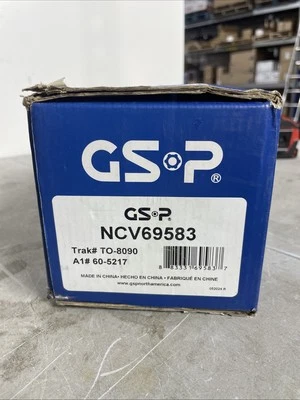 GSP®
GSP
NCV69583
Trak# TO-8090
A1# 60-5217
MADE IN CHINA • HECHO EN CHINA • FABRIQUÉ EN CHINE
www.gspnorthamerica.com